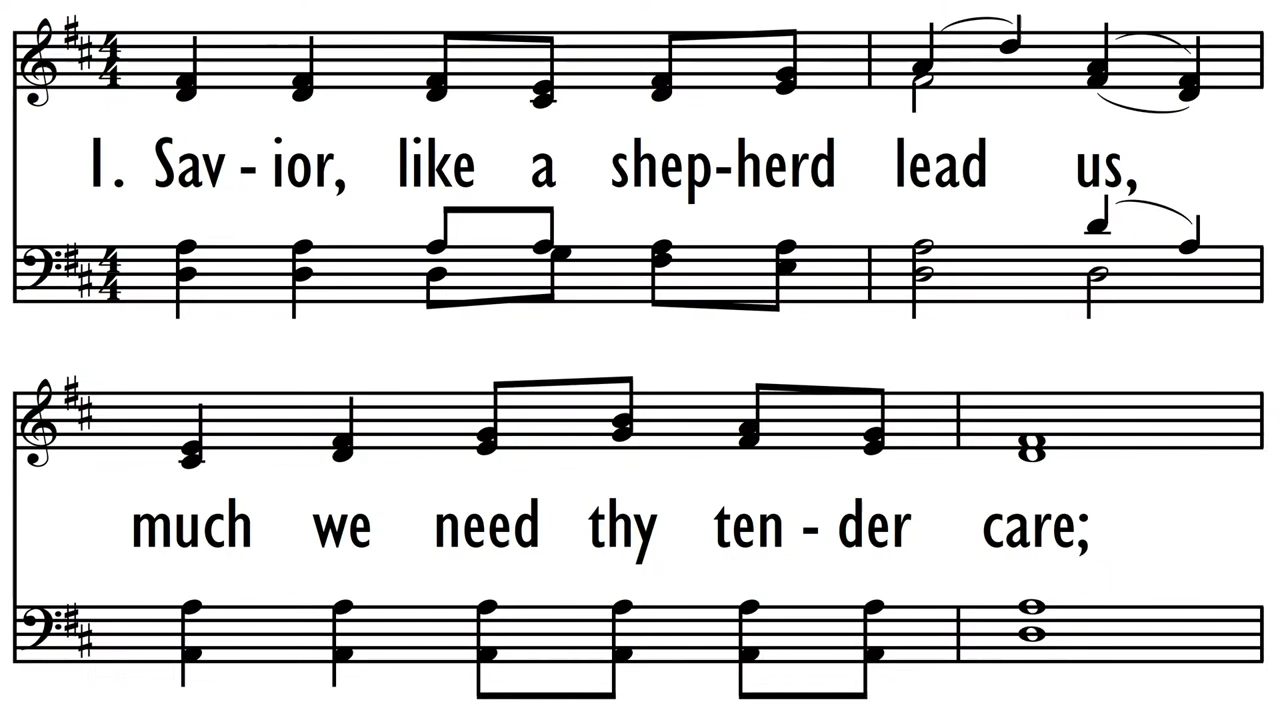 1. Sav - ior, like a shep-herd lead us,
much we need thy ten - der care;